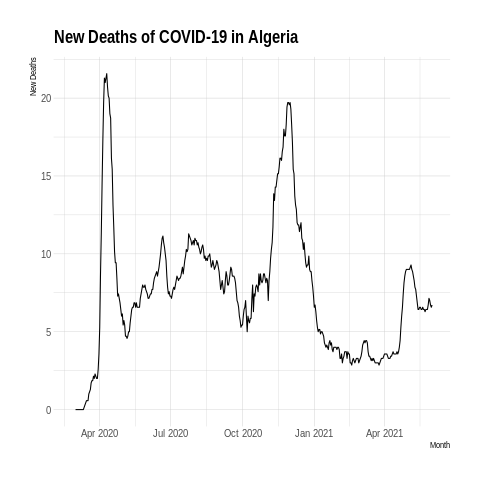 New Deaths of COVID-19 in Algeria
New Deaths
20
15
10
5
0
Apr 2020 Jul 2020 Oct 2020 Jan 2021 Apr 2021
Month